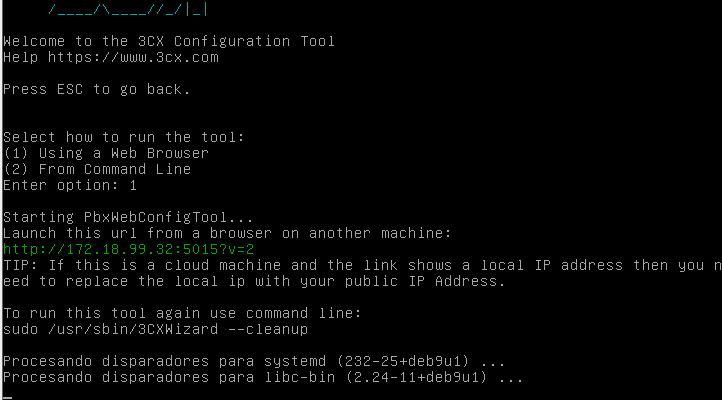 /____/\____//_/|_|
Welcome to the 3CX Configuration Tool
Help https://www.3cx.com
Press ESC to go back.
Select how to run the tool:
(1) Using a Web Browser
(2) From Command Line
Enter option: 1
Starting PbxWebConfigTool...
Launch this url from a browser on another machine:
http://172.18.99.32:5015?v=2
TIP: If this is a cloud machine and the link shows a local IP address then you n
eed to replace the local ip with your public IP Address.
To run this tool again use command line:
sudo /usr/sbin/3CXWizard --cleanup
Procesando disparadores para systemd (232-25+deb9u1) ...
Procesando disparadores para libc-bin (2.24-11+deb9u1) ...